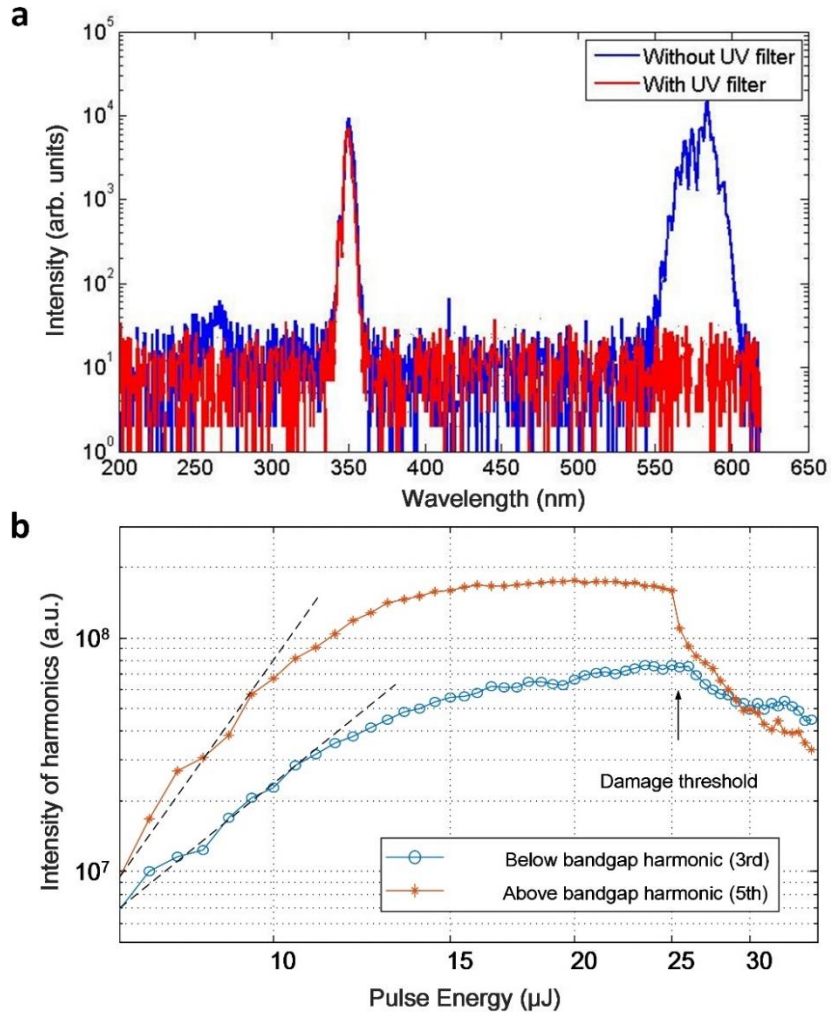 a
Intensity (arb. units)
10^5
10^4
10^3
10^2
10^1
10^0
Without UV filter
With UV filter
200 250 300 350 400 450 500 550 600 650
Wavelength (nm)
b
Intensity of harmonics (a.u.)
10^8
10^7
Damage threshold
Below bandgap harmonic (3rd)
Above bandgap harmonic (5th)
10 15 20 25 30
Pulse Energy (µJ)